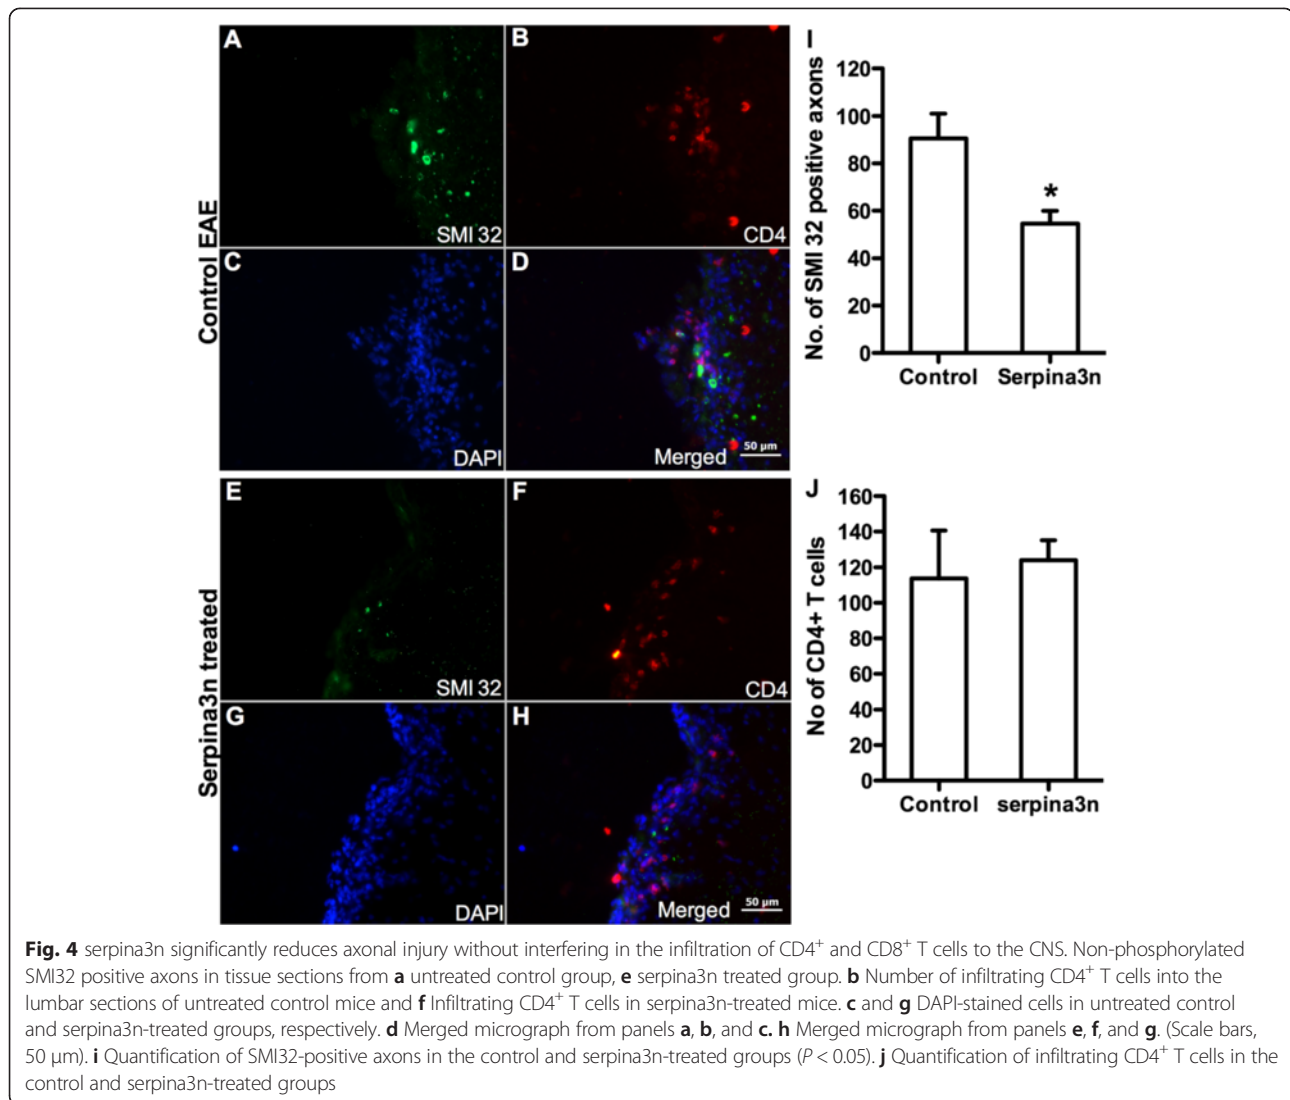 A
B
SMI 32
CD4
C
D
DAPI
Merged
50 µm
Control EAE
E
F
SMI 32
CD4
G
H
DAPI
Merged
50 µm
Serpina3n treated
I
No. of SMI 32 positive axons
120
100
80
60
40
20
0
*
Control Serpina3n
J
No of CD4+ T cells
160
140
120
100
80
60
40
20
0
Control serpina3n
Fig. 4 serpina3n significantly reduces axonal injury without interfering in the infiltration of CD4⁺ and CD8⁺ T cells to the CNS. Non-phosphorylated
SMI32 positive axons in tissue sections from a untreated control group, e serpina3n treated group. b Number of infiltrating CD4⁺ T cells into the
lumbar sections of untreated control mice and f Infiltrating CD4⁺ T cells in serpina3n-treated mice. c and g DAPI-stained cells in untreated control
and serpina3n-treated groups, respectively. d Merged micrograph from panels a, b, and c. h Merged micrograph from panels e, f, and g. (Scale bars,
50 µm). i Quantification of SMI32-positive axons in the control and serpina3n-treated groups (P < 0.05). j Quantification of infiltrating CD4⁺ T cells in the
control and serpina3n-treated groups